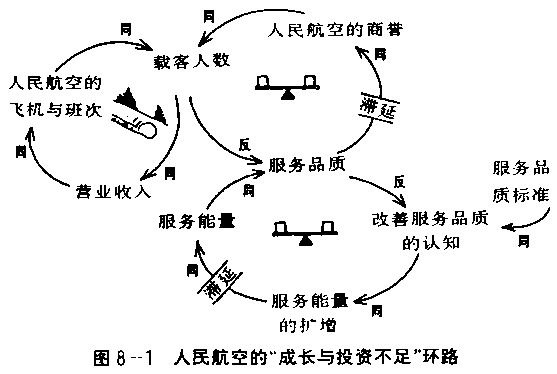 同
同
人民航空的商誉
载客人数
同
人民航空的
飞机与班次
滞延
反
同
同
服务品质
服务品
质标准
营业收入
同
反
服务能量
改善服务品质
的认知
同
同
滞延
服务能量
的扩增
同
图8--1 人民航空的“成长与投资不足”环路